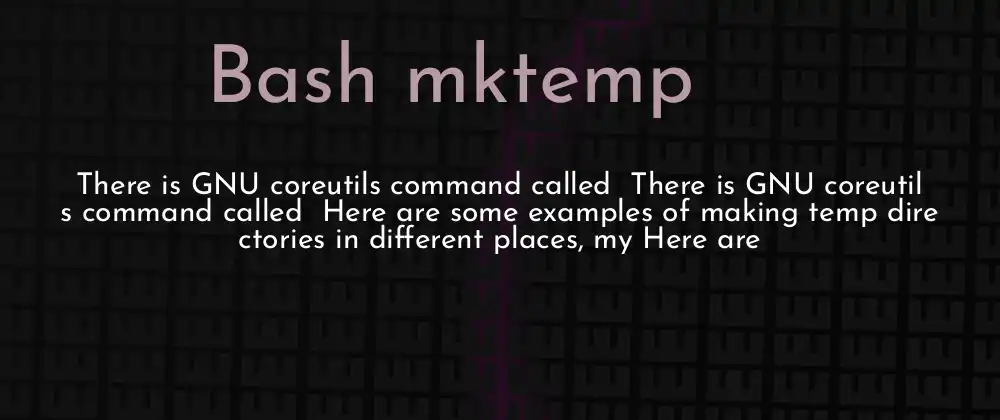 Bash mktemp
There is GNU coreutils command called  There is GNU coreutil
s command called  Here are some examples of making temp dire
ctories in different places, my Here are